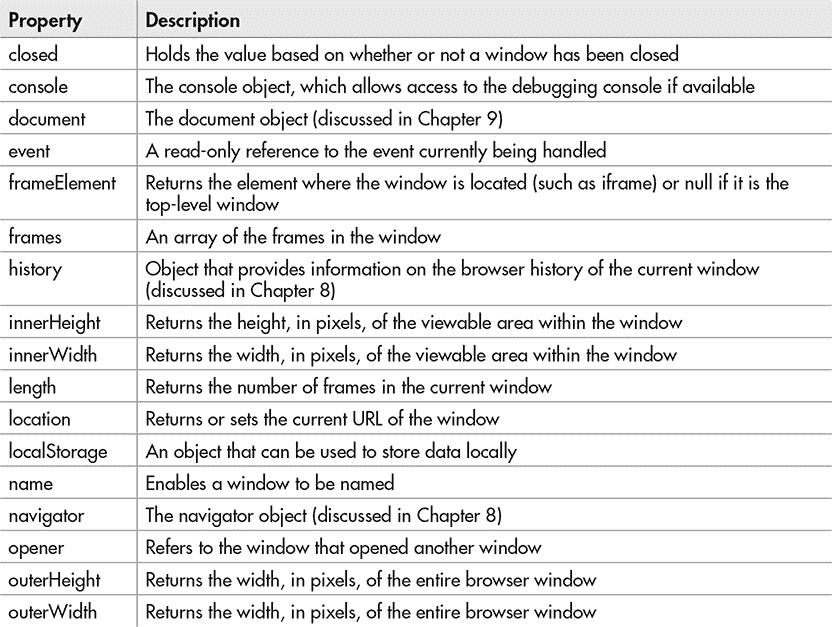 Property Description
closed Holds the value based on whether or not a window has been closed
console The console object, which allows access to the debugging console if available
document The document object (discussed in Chapter 9)
event A read-only reference to the event currently being handled
frameElement Returns the element where the window is located (such as iframe) or null if it is the
top-level window
frames An array of the frames in the window
history Object that provides information on the browser history of the current window
(discussed in Chapter 8)
innerHeight Returns the height, in pixels, of the viewable area within the window
innerWidth Returns the width, in pixels, of the viewable area within the window
length Returns the number of frames in the current window
location Returns or sets the current URL of the window
localStorage An object that can be used to store data locally
name Enables a window to be named
navigator The navigator object (discussed in Chapter 8)
opener Refers to the window that opened another window
outerHeight Returns the width, in pixels, of the entire browser window
outerWidth Returns the width, in pixels, of the entire browser window